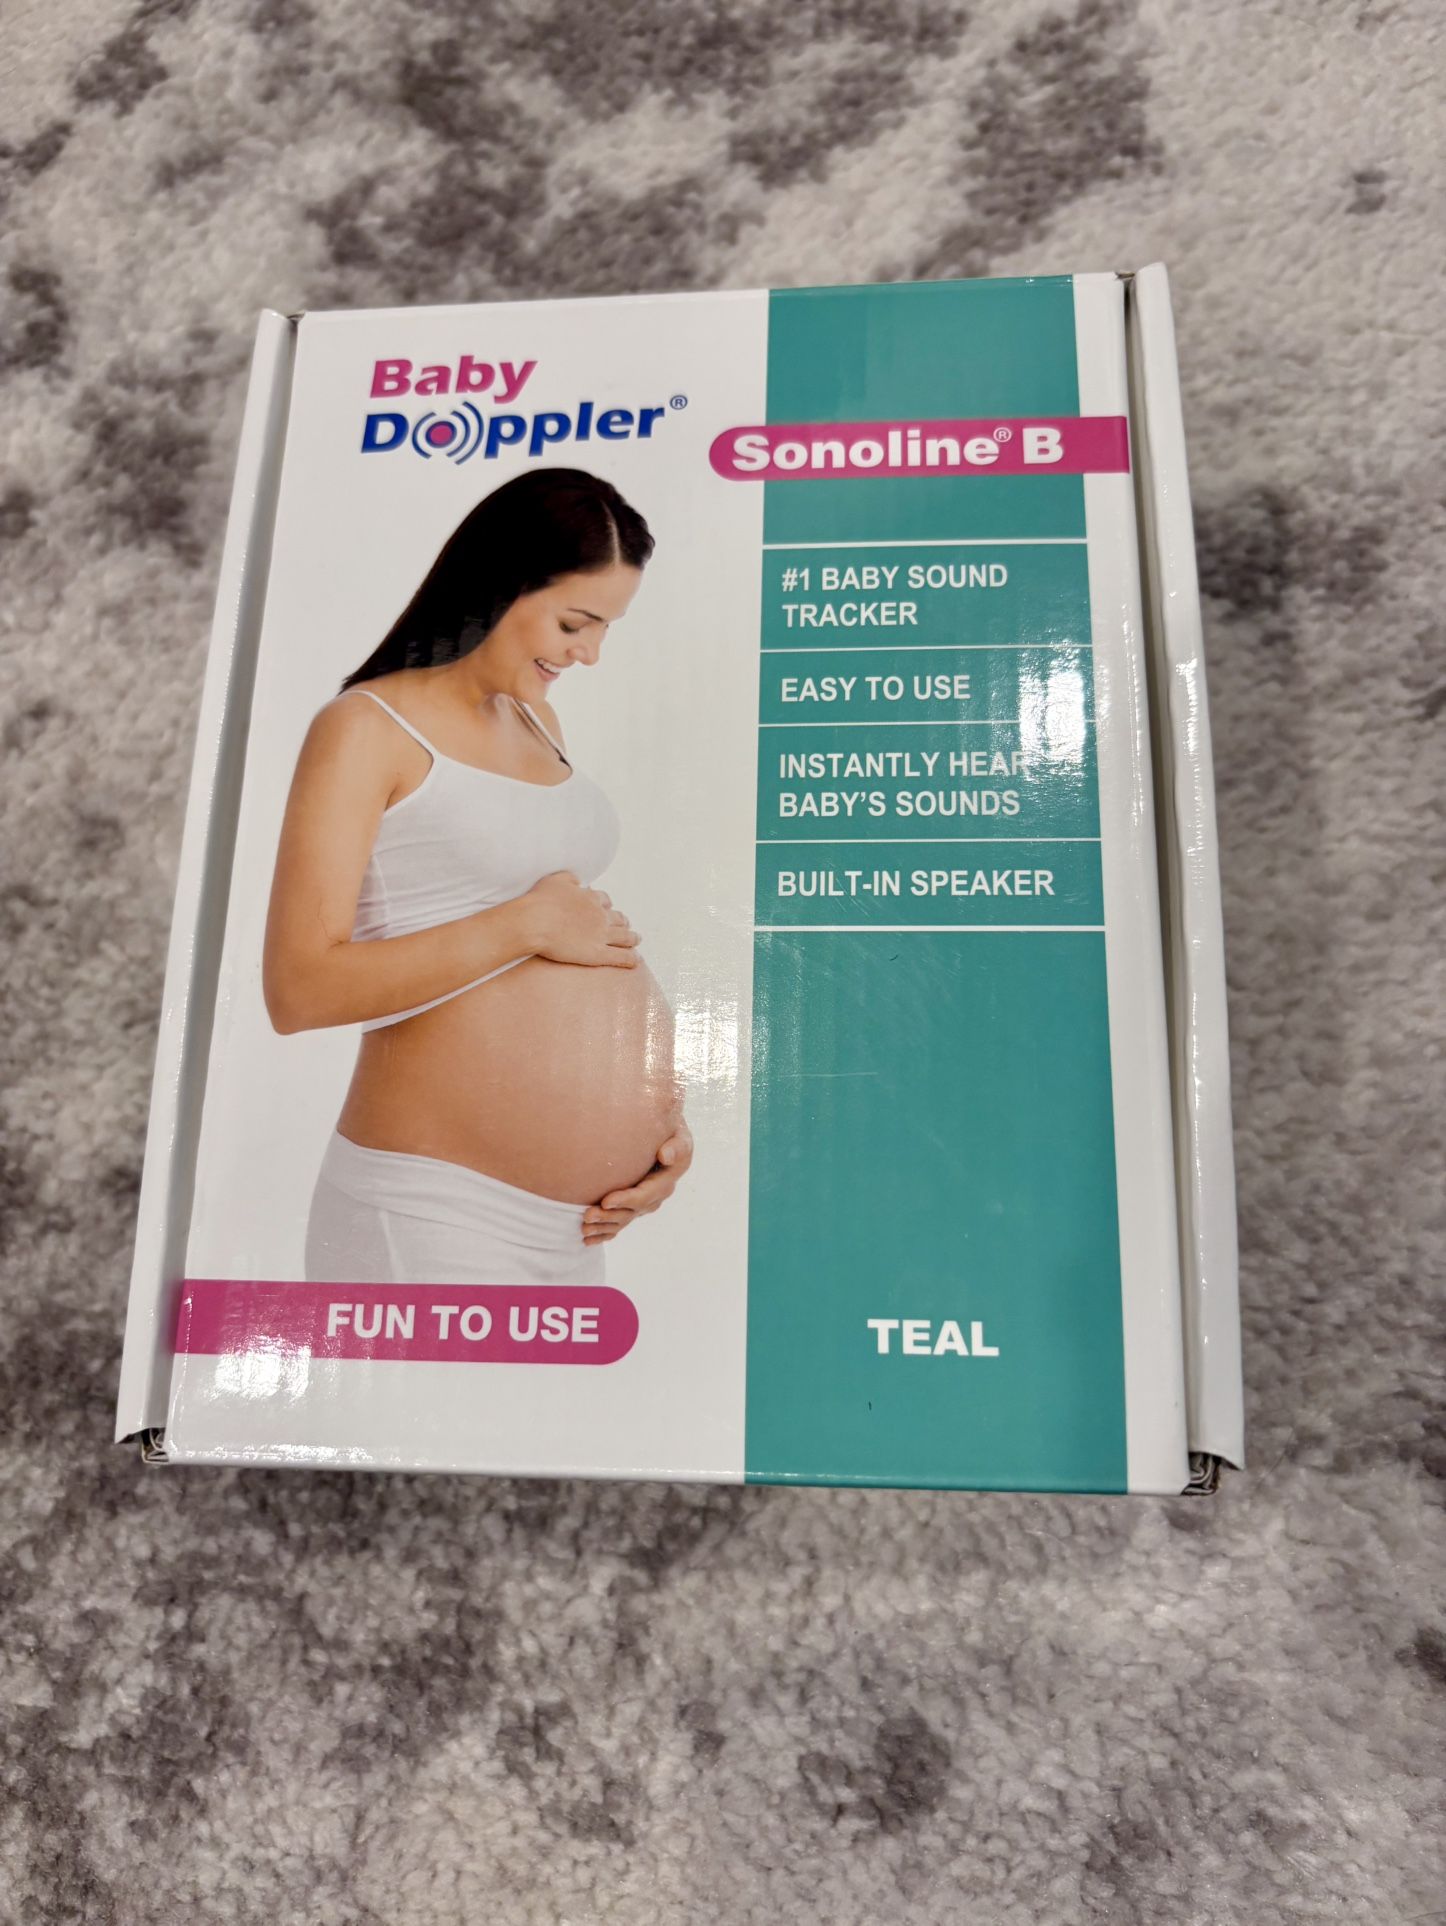 Baby
Doppler®
Sonoline® B
#1 BABY SOUND
TRACKER
EASY TO USE
INSTANTLY HEAR
BABY'S SOUNDS
BUILT-IN SPEAKER
FUN TO USE
TEAL